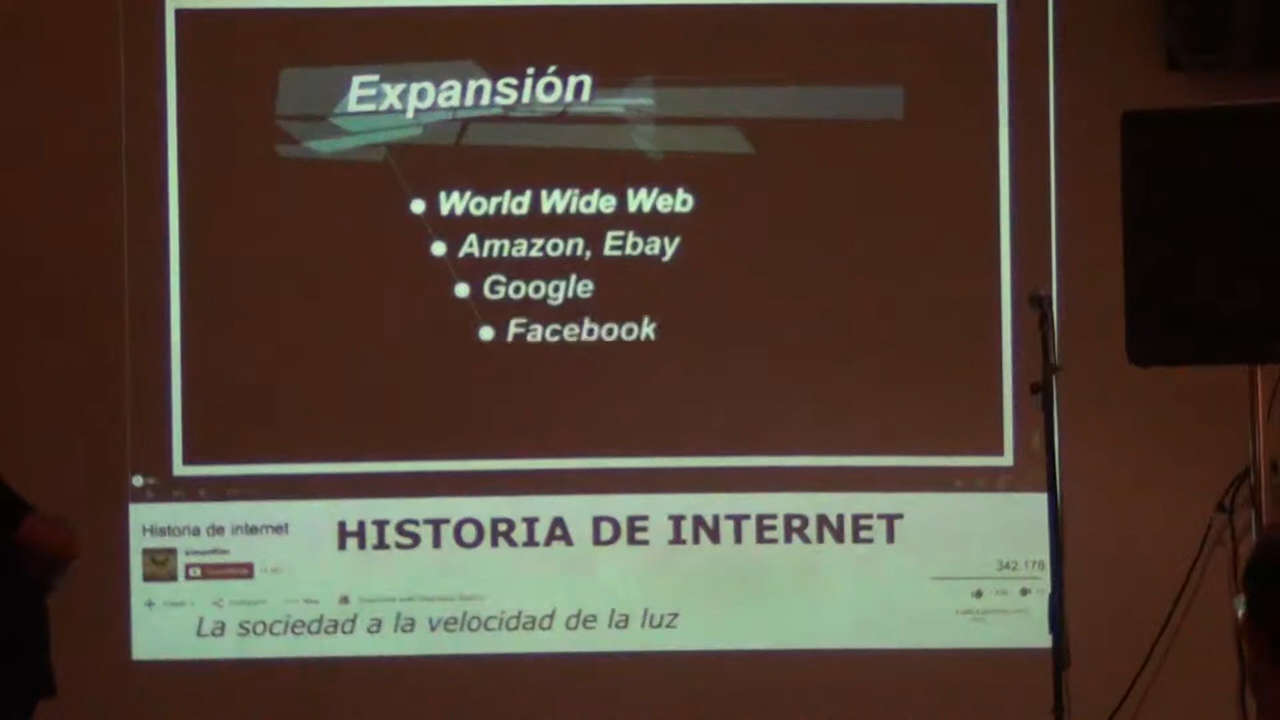 Expansión
World Wide Web
Amazon, Ebay
Google
Facebook
Historia de internet
HISTORIA DE INTERNET
342.178
La sociedad a la velocidad de la luz